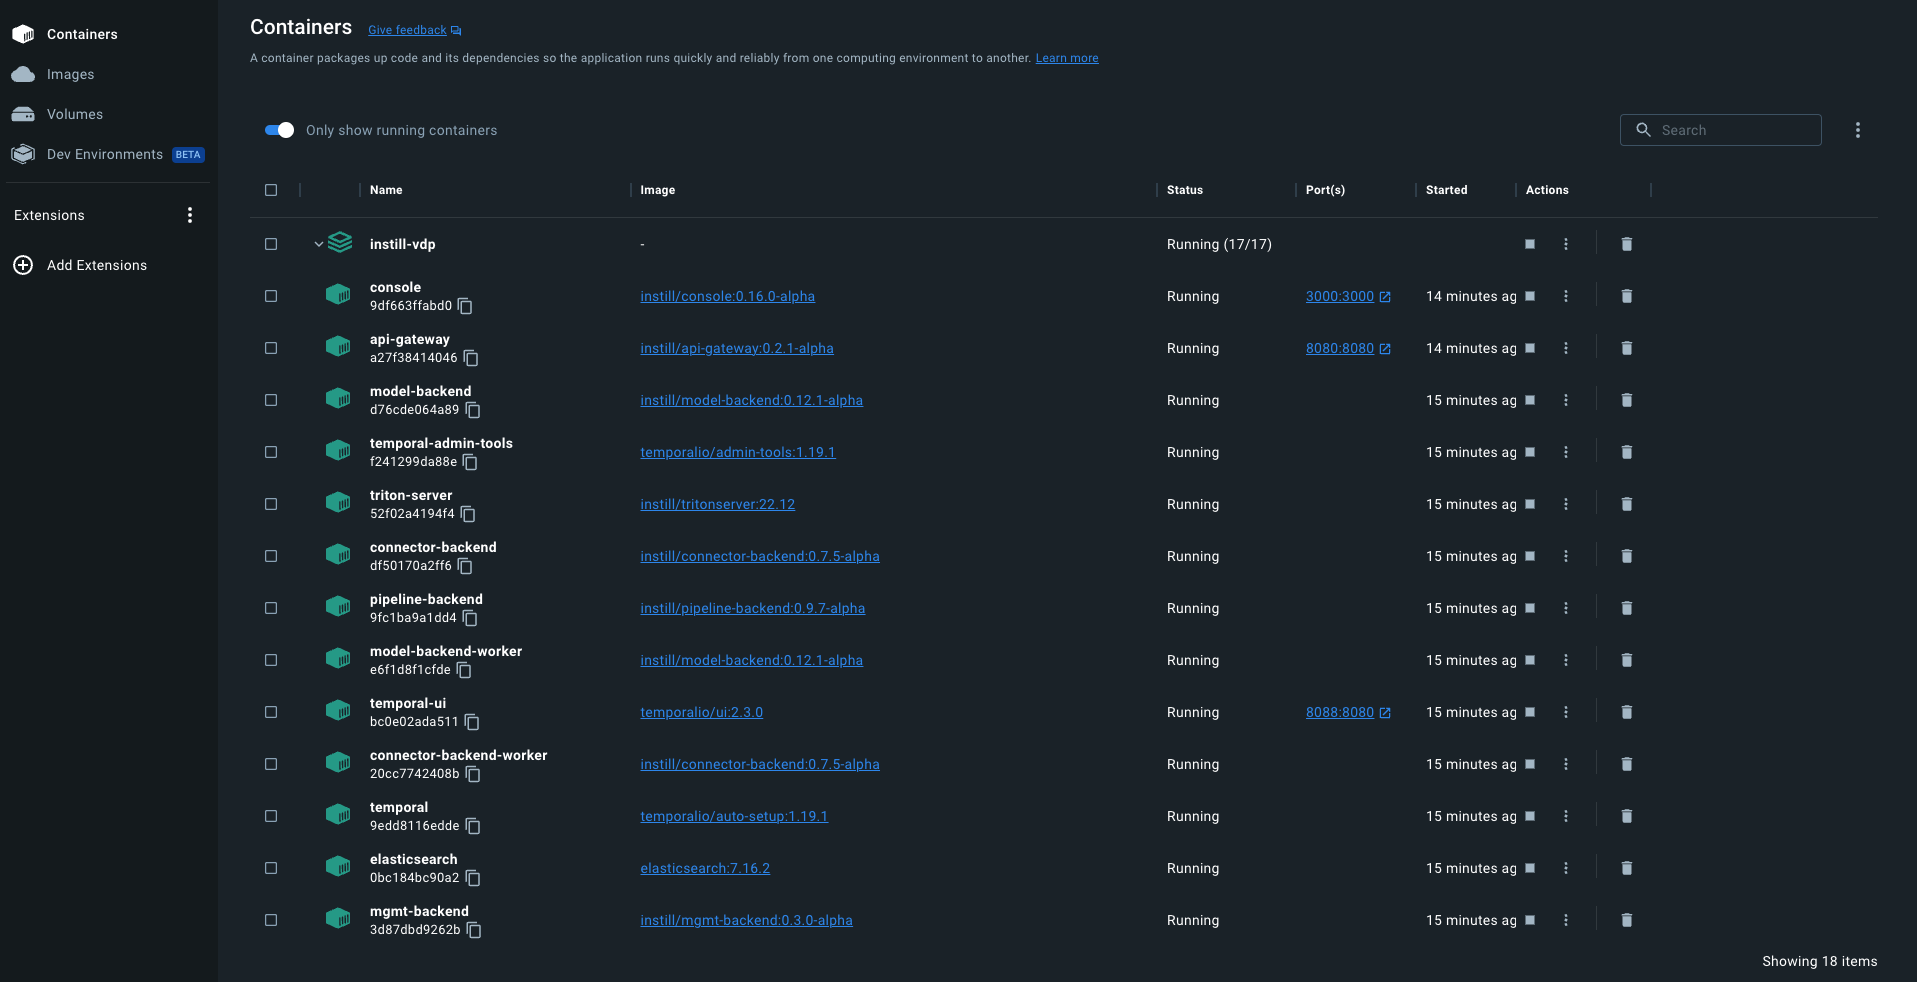 Containers
Images
Volumes
Dev Environments BETA
Extensions
Add Extensions
Containers Give feedback
A container packages up code and its dependencies so the application runs quickly and reliably from one computing environment to another. Learn more
Only show running containers
Search
Name Image Status Port(s) Started Actions
instill-vdp - Running (17/17)
console
9df663ffabd0 instill/console:0.16.0-alpha Running 3000:3000 14 minutes ag
api-gateway
a27f38414046 instill/api-gateway:0.2.1-alpha Running 8080:8080 14 minutes ag
model-backend
d76cde064a89 instill/model-backend:0.12.1-alpha Running 15 minutes ag
temporal-admin-tools
f241299da88e temporalio/admin-tools:1.19.1 Running 15 minutes ag
triton-server
52f02a4194f4 instill/tritonserver:22.12 Running 15 minutes ag
connector-backend
df50170a2ff6 instill/connector-backend:0.7.5-alpha Running 15 minutes ag
pipeline-backend
9fc1ba9a1dd4 instill/pipeline-backend:0.9.7-alpha Running 15 minutes ag
model-backend-worker
e6f1d8f1cfde instill/model-backend:0.12.1-alpha Running 15 minutes ag
temporal-ui
bc0e02ada511 temporalio/ui:2.3.0 Running 8088:8080 15 minutes ag
connector-backend-worker
20cc7742408b instill/connector-backend:0.7.5-alpha Running 15 minutes ag
temporal
9edd8116edde temporalio/auto-setup:1.19.1 Running 15 minutes ag
elasticsearch
0bc184bc90a2 elasticsearch:7.16.2 Running 15 minutes ag
mgmt-backend
3d87dbd9262b instill/mgmt-backend:0.3.0-alpha Running 15 minutes ag
Showing 18 items